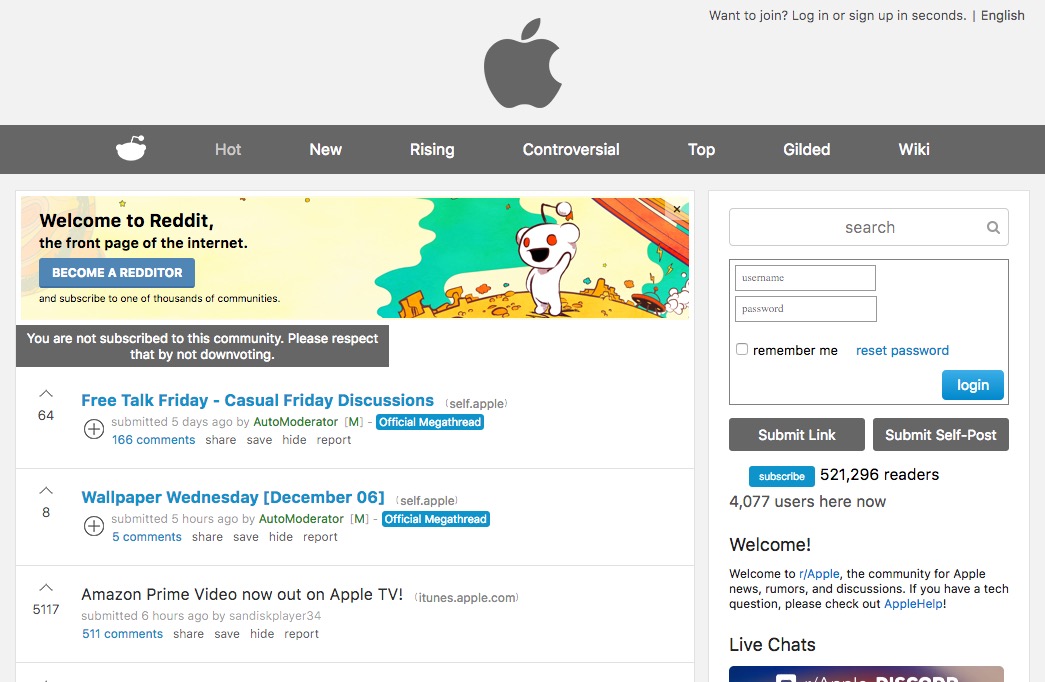 Want to join? Log in or sign up in seconds. | English
Hot New Rising Controversial Top Gilded Wiki
Welcome to Reddit,
the front page of the internet.
BECOME A REDDITOR
and subscribe to one of thousands of communities.
×
You are not subscribed to this community. Please respect
that by not downvoting.
64
Free Talk Friday - Casual Friday Discussions (self.apple)
submitted 5 days ago by AutoModerator [M] - Official Megathread
166 comments share save hide report
8
Wallpaper Wednesday [December 06] (self.apple)
submitted 5 hours ago by AutoModerator [M] - Official Megathread
5 comments share save hide report
5117
Amazon Prime Video now out on Apple TV! (itunes.apple.com)
submitted 6 hours ago by sandiskplayer34
511 comments share save hide report
search
username
password
remember me reset password
login
Submit Link Submit Self-Post
subscribe 521,296 readers
4,077 users here now
Welcome!
Welcome to r/Apple, the community for Apple
news, rumors, and discussions. If you have a tech
question, please check out AppleHelp!
Live Chats
r/Apple DISCORD